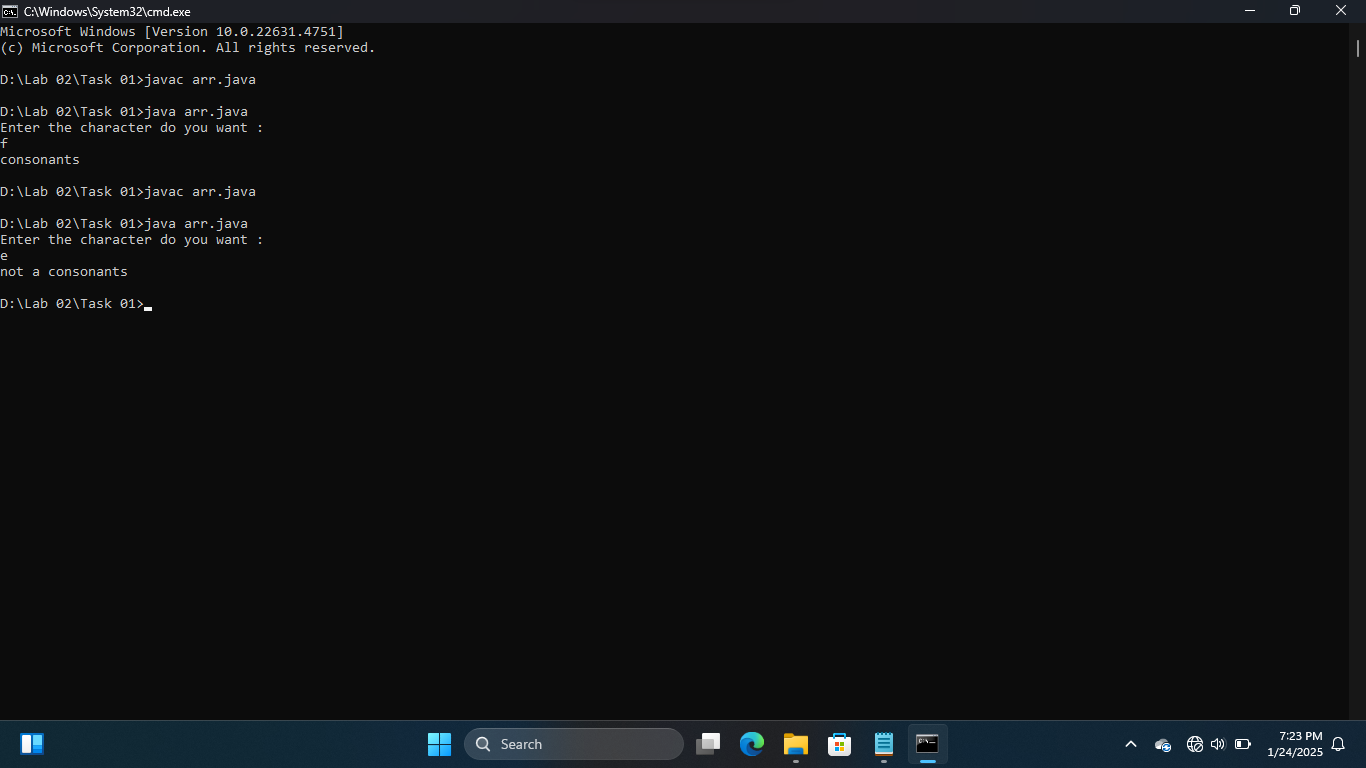 C:\Windows\System32\cmd.exe
Microsoft Windows [Version 10.0.22631.4751]
(c) Microsoft Corporation. All rights reserved.
D:\Lab 02\Task 01>javac arr.java
D:\Lab 02\Task 01>java arr.java
Enter the character do you want :
f
consonants
D:\Lab 02\Task 01>javac arr.java
D:\Lab 02\Task 01>java arr.java
Enter the character do you want :
e
not a consonants
D:\Lab 02\Task 01>
Search
7:23 PM
1/24/2025